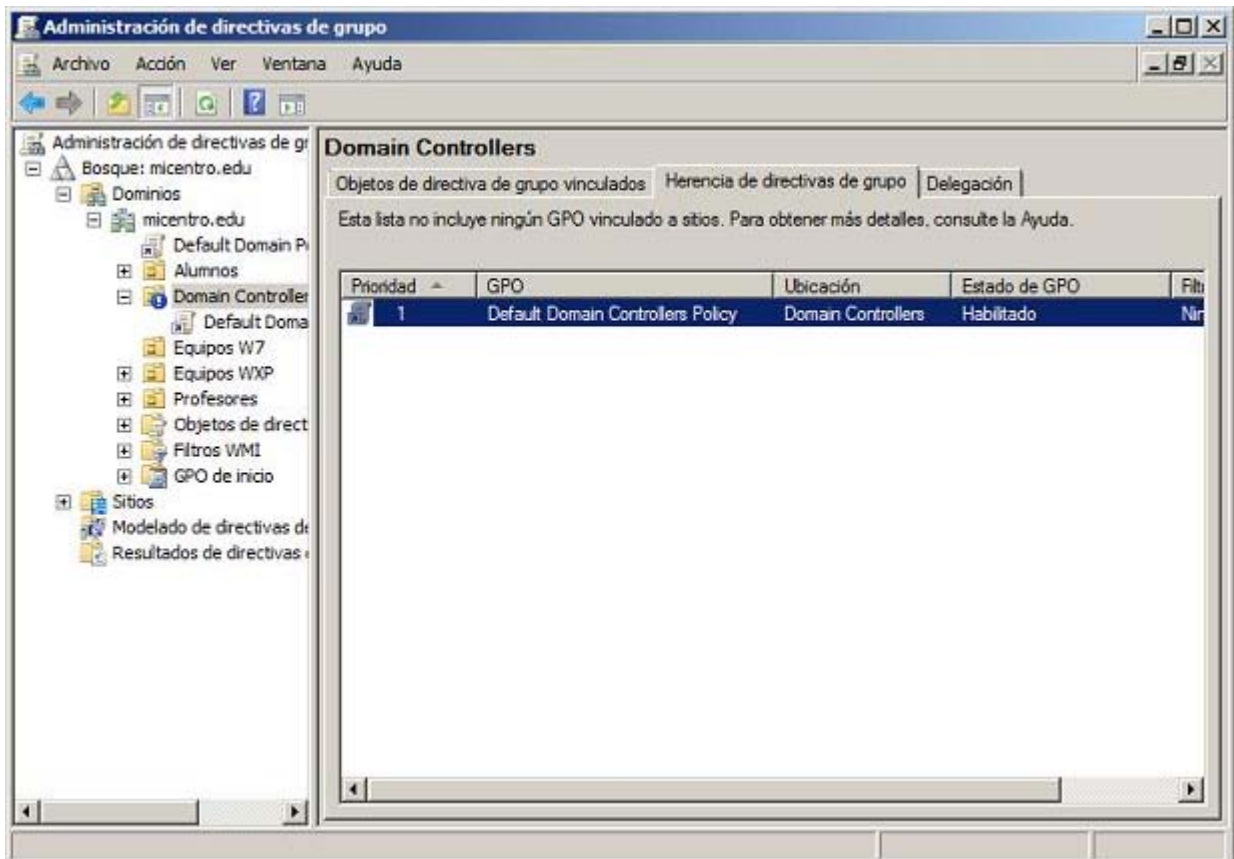 Administración de directivas de grupo
Archivo Acción Ver Ventana Ayuda
Administración de directivas de gr
Bosque: micentro.edu
Dominios
micentro.edu
Default Domain P
Alumnos
Domain Controller
Default Doma
Equipos W7
Equipos WXP
Profesores
Objetos de direct
Filtros WMI
GPO de inicio
Sitios
Modelado de directivas de
Resultados de directivas
Domain Controllers
Objetos de directiva de grupo vinculados Herencia de directivas de grupo Delegación
Esta lista no incluye ningún GPO vinculado a sitios. Para obtener más detalles, consulte la Ayuda.
Prioridad GPO Ubicación Estado de GPO Filt
1 Default Domain Controllers Policy Domain Controllers Habilitado Nin